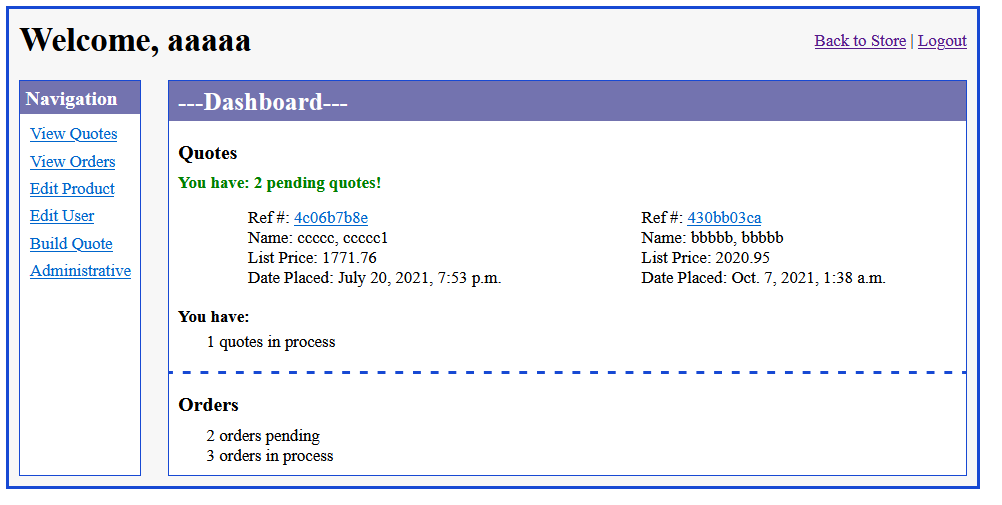 Welcome, aaaaa
Back to Store | Logout
Navigation
View Quotes
View Orders
Edit Product
Edit User
Build Quote
Administrative
---Dashboard---
Quotes
You have: 2 pending quotes!
Ref #: 4c06b7b8e
Name: ccccc, ccccc1
List Price: 1771.76
Date Placed: July 20, 2021, 7:53 p.m.
Ref #: 430bb03ca
Name: bbbbb, bbbbb
List Price: 2020.95
Date Placed: Oct. 7, 2021, 1:38 a.m.
You have:
1 quotes in process
Orders
2 orders pending
3 orders in process